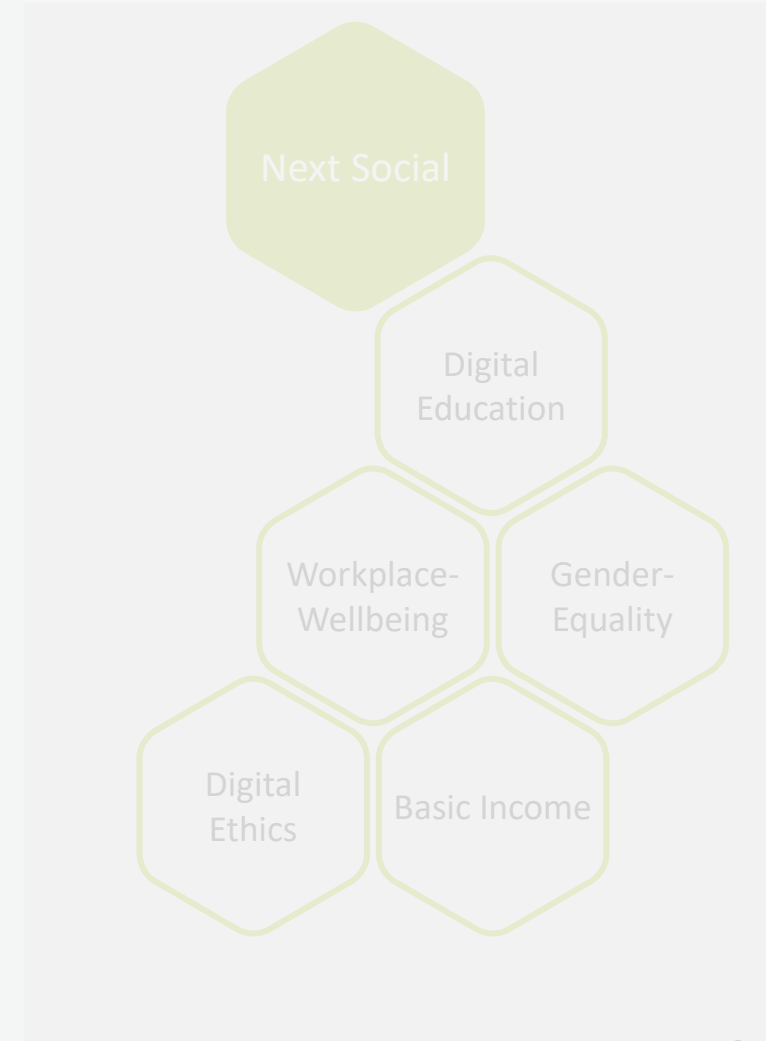 Next Social
Digital
Education
Workplace-
Wellbeing
Gender-
Equality
Digital
Ethics
Basic Income